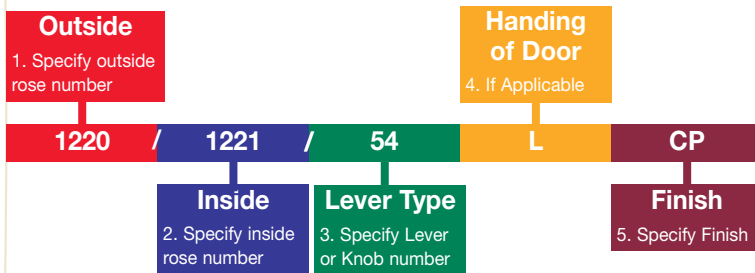 Outside
1. Specify outside
rose number
Handing
of Door
4. If Applicable
1220 / 1221 / 54 L CP
Inside
2. Specify inside
rose number
Lever Type
3. Specify Lever
or Knob number
Finish
5. Specify Finish